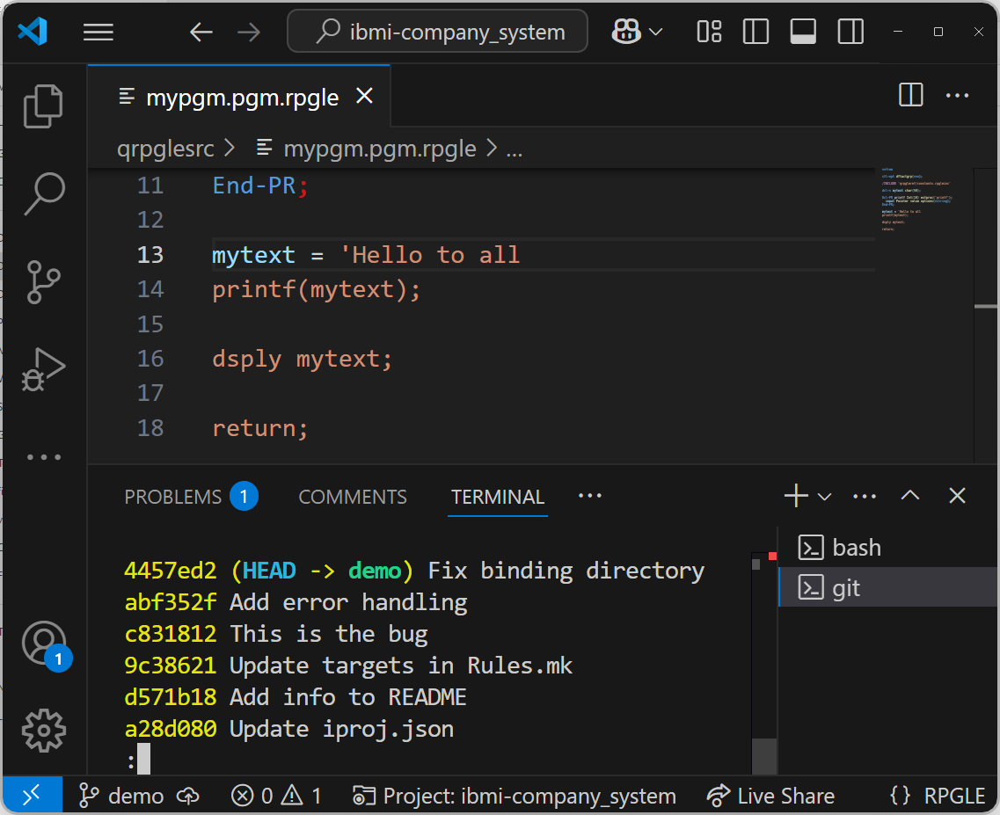 ibmi-company_system
mypgm.pgm.rpgle
qrpglesrc > mypgm.pgm.rpgle > ...
11 End-PR;
12
13 mytext = 'Hello to all
14 printf(mytext);
15
16 dsply mytext;
17
18 return;
PROBLEMS 1 COMMENTS TERMINAL ...
4457ed2 (HEAD -> demo) Fix binding directory
abf352f Add error handling
c831812 This is the bug
9c38621 Update targets in Rules.mk
d571b18 Add info to README
a28d080 Update iproj.json
:
bash
git
1
demo 0 1 Project: ibmi-company_system Live Share {} RPGLE